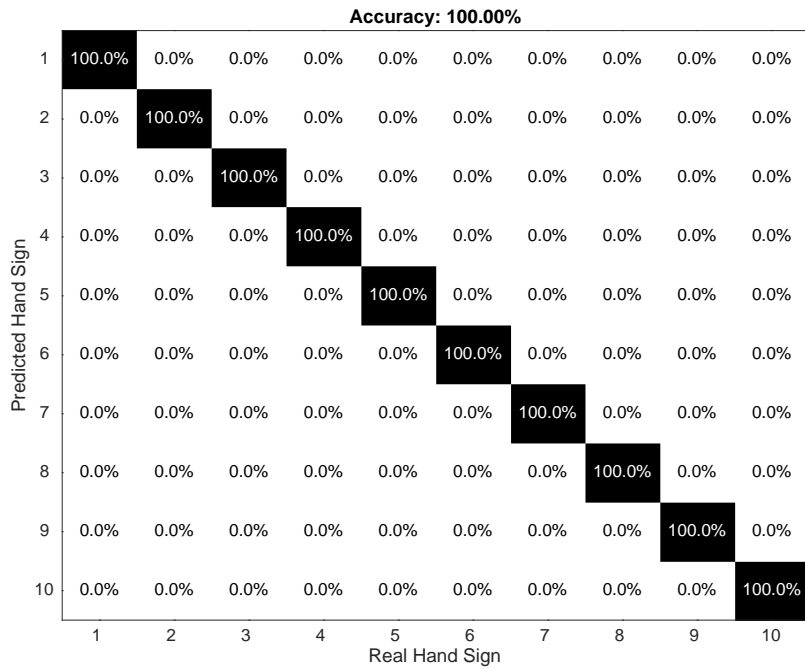 Accuracy: 100.00%
Predicted Hand Sign
1 100.0% 0.0% 0.0% 0.0% 0.0% 0.0% 0.0% 0.0% 0.0% 0.0%
2 0.0% 100.0% 0.0% 0.0% 0.0% 0.0% 0.0% 0.0% 0.0% 0.0%
3 0.0% 0.0% 100.0% 0.0% 0.0% 0.0% 0.0% 0.0% 0.0% 0.0%
4 0.0% 0.0% 0.0% 100.0% 0.0% 0.0% 0.0% 0.0% 0.0% 0.0%
5 0.0% 0.0% 0.0% 0.0% 100.0% 0.0% 0.0% 0.0% 0.0% 0.0%
6 0.0% 0.0% 0.0% 0.0% 0.0% 100.0% 0.0% 0.0% 0.0% 0.0%
7 0.0% 0.0% 0.0% 0.0% 0.0% 0.0% 100.0% 0.0% 0.0% 0.0%
8 0.0% 0.0% 0.0% 0.0% 0.0% 0.0% 0.0% 100.0% 0.0% 0.0%
9 0.0% 0.0% 0.0% 0.0% 0.0% 0.0% 0.0% 0.0% 100.0% 0.0%
10 0.0% 0.0% 0.0% 0.0% 0.0% 0.0% 0.0% 0.0% 0.0% 100.0%
1 2 3 4 5 6 7 8 9 10
Real Hand Sign